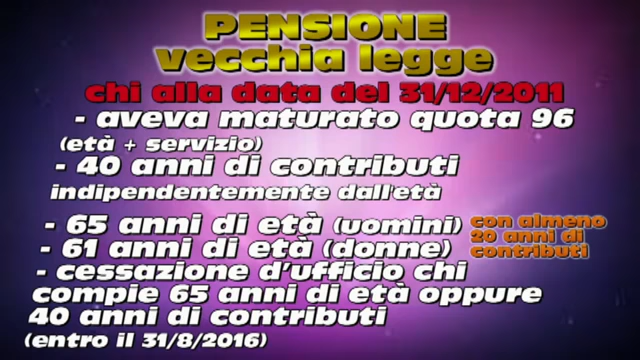 PENSIONE
vecchia legge
chi alla data del 31/12/2011
- aveva maturato quota 96
(età + servizio)
- 40 anni di contributi
indipendentemente dall'età
- 65 anni di età (uomini)
- 61 anni di età (donne)
con almeno
20 anni di
contributi
- cessazione d'ufficio chi
compie 65 anni di età oppure
40 anni di contributi
(entro il 31/8/2016)